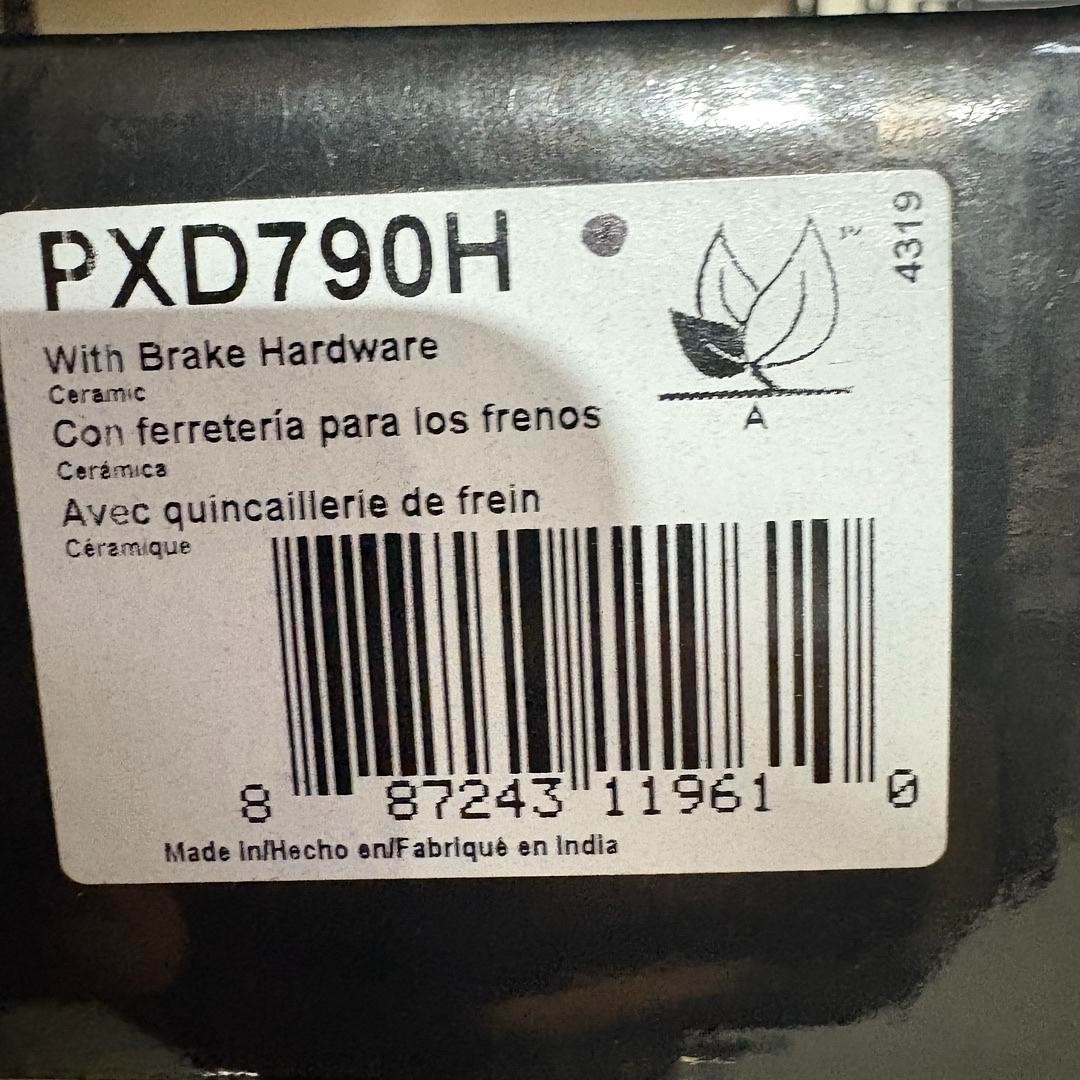 PXD790H
4319
With Brake Hardware
Ceramic
Con ferretería para los frenos
Cerámica
Avec quincaillerie de frein
Céramique
A
8 87243 11961 0
Made in/Hecho en/Fabriqué en India